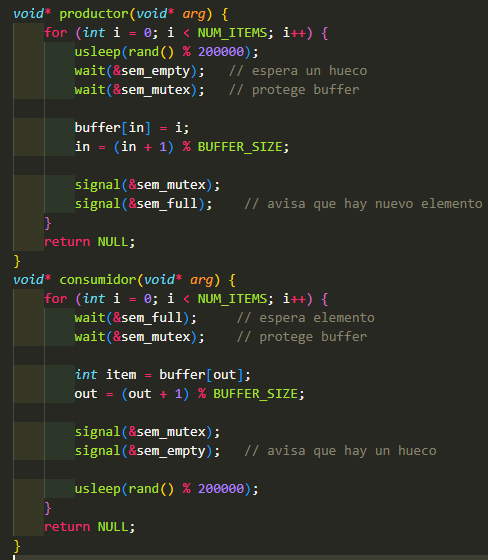 void* productor(void* arg) {
    for (int i = 0; i < NUM_ITEMS; i++) {
        usleep(rand() % 200000);
        wait(&sem_empty);   // espera un hueco
        wait(&sem_mutex);   // protege buffer

        buffer[in] = i;
        in = (in + 1) % BUFFER_SIZE;

        signal(&sem_mutex);
        signal(&sem_full);    // avisa que hay nuevo elemento
    }
    return NULL;
}
void* consumidor(void* arg) {
    for (int i = 0; i < NUM_ITEMS; i++) {
        wait(&sem_full);     // espera elemento
        wait(&sem_mutex);    // protege buffer

        int item = buffer[out];
        out = (out + 1) % BUFFER_SIZE;

        signal(&sem_mutex);
        signal(&sem_empty);   // avisa que hay un hueco

        usleep(rand() % 200000);
    }
    return NULL;
}